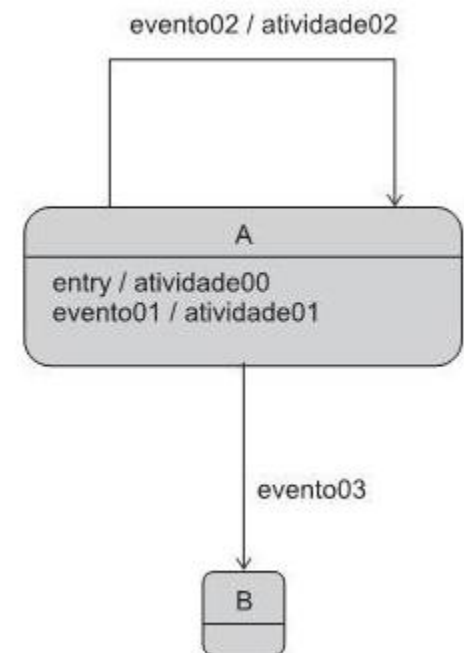 evento02 / atividade02
A
entry / atividade00
evento01 / atividade01
evento03
B